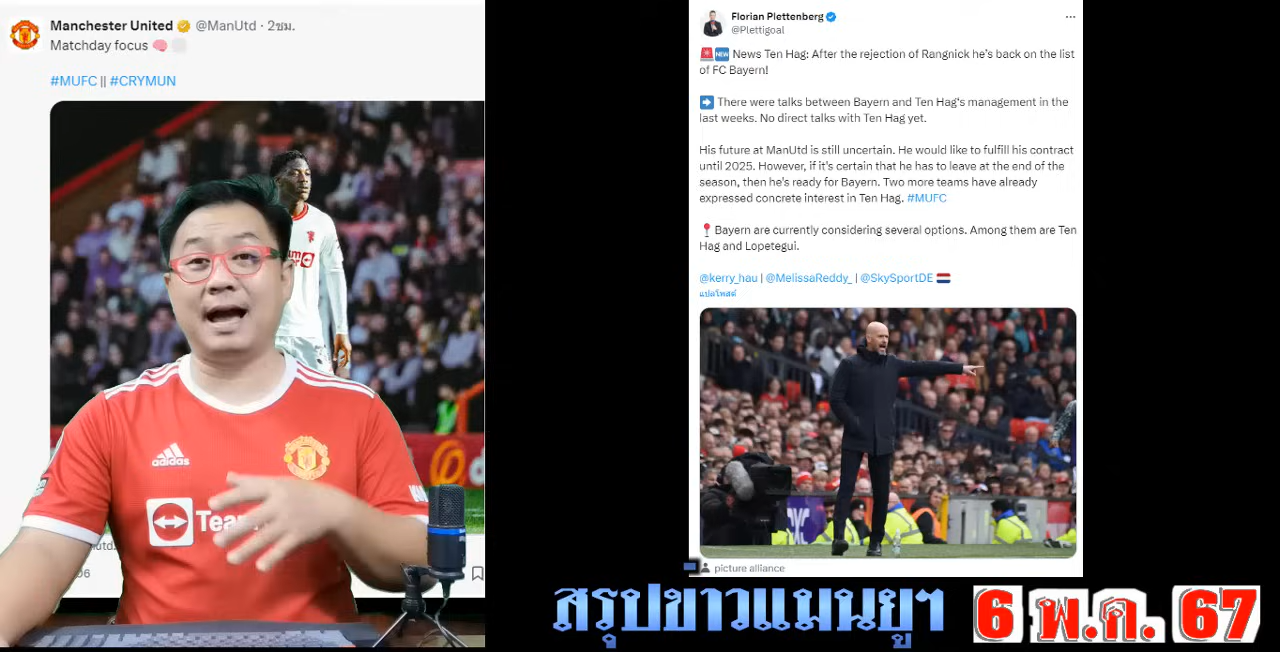 Manchester United @ManUtd · 2ชม.
Matchday focus
#MUFC || #CRYMUN
adidas
Team
Florian Plettenberg
@Plettigoal
NEW News Ten Hag: After the rejection of Rangnick he's back on the list
of FC Bayern!
There were talks between Bayern and Ten Hag's management in the
last weeks. No direct talks with Ten Hag yet.
His future at ManUtd is still uncertain. He would like to fulfill his contract
until 2025. However, if it's certain that he has to leave at the end of the
season, then he's ready for Bayern. Two more teams have already
expressed concrete interest in Ten Hag. #MUFC
Bayern are currently considering several options. Among them are Ten
Hag and Lopetegui.
@kerry_hau | @MelissaReddy_ | @SkySportDE
แปลโพสต์
picture alliance
สรุปข่าวแมนยูฯ 6 พ.ค. 67